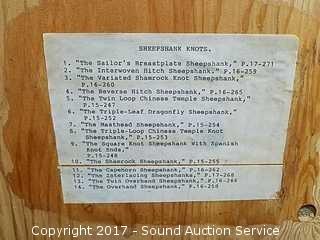 SHEEPSHANK KNOTS.
1. "The Sailor's Breastplate Sheepshank," P.17-271
2. "The Interwoven Hitch Sheepshank." P.16-259
3. "The Variated Shamrock Knot Sheepshank,"
P.16-260
4. "The Reverse Hitch Sheepshank," P.16-265
5. "The Twin Loop Chinese Temple Sheepshank,"
P.15-247
6. "The Triple-Leaf Dragonfly Sheepshank,"
P.15-252
7. "The Masthead Sheepshank," P.15-254
8. "The Triple-Loop Chinese Temple Knot
Sheepshank," P.15-253
9. "The Square Knot Sheepshank With Spanish
Knot Ends,"
P.15-248
10. "The Shamrock Sheepshank," P.15-255
11. "The Capehorn Sheepshank," P.16-262
12. "The Interlacing Sheepshank," P.17-268
13. "The Twin Overhand Sheepshank," P.16-266
14. "The Overhand Sheepshank," P.16-258
Copyright 2017 - Sound Auction Service